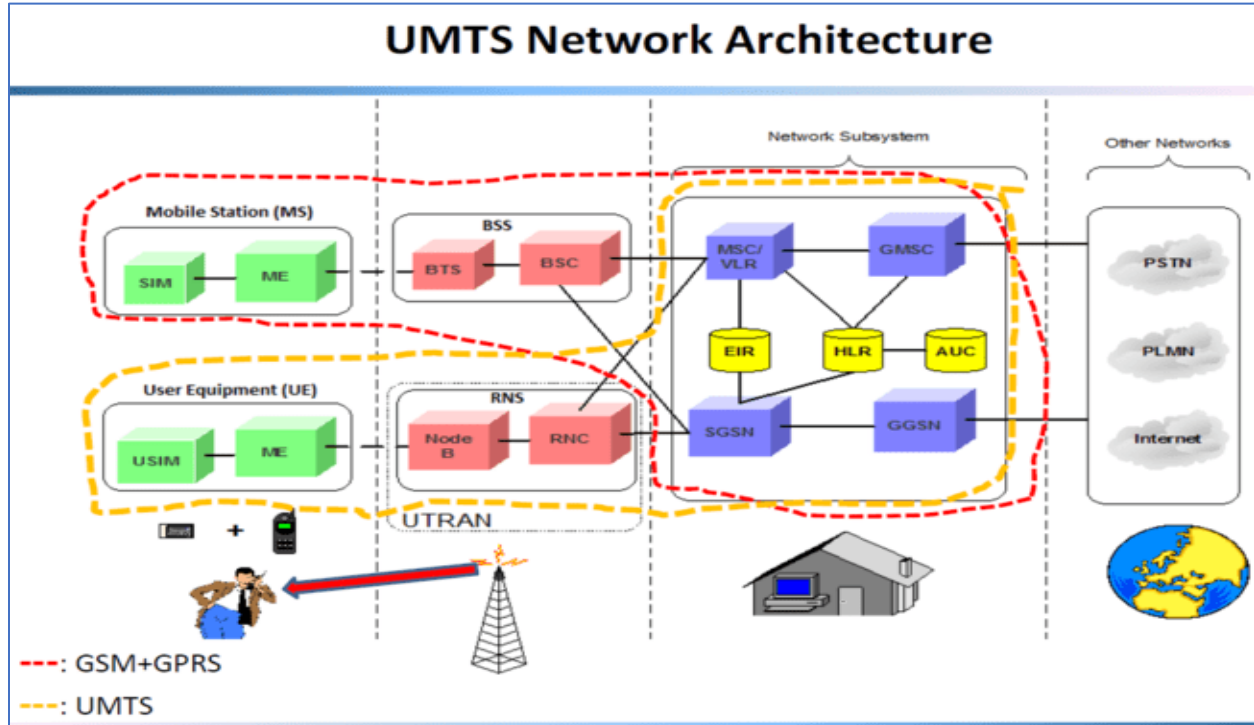 UMTS Network Architecture
Network Subsystem
Other Networks
Mobile Station (MS)
SIM
ME
BSS
BTS
BSC
MSC/
VLR
GMSC
PSTN
EIR
HLR
AUC
PLMN
User Equipment (UE)
USIM
ME
RNS
Node
B
RNC
SGSN
GGSN
Internet
UTRAN
+
: GSM+GPRS
: UMTS